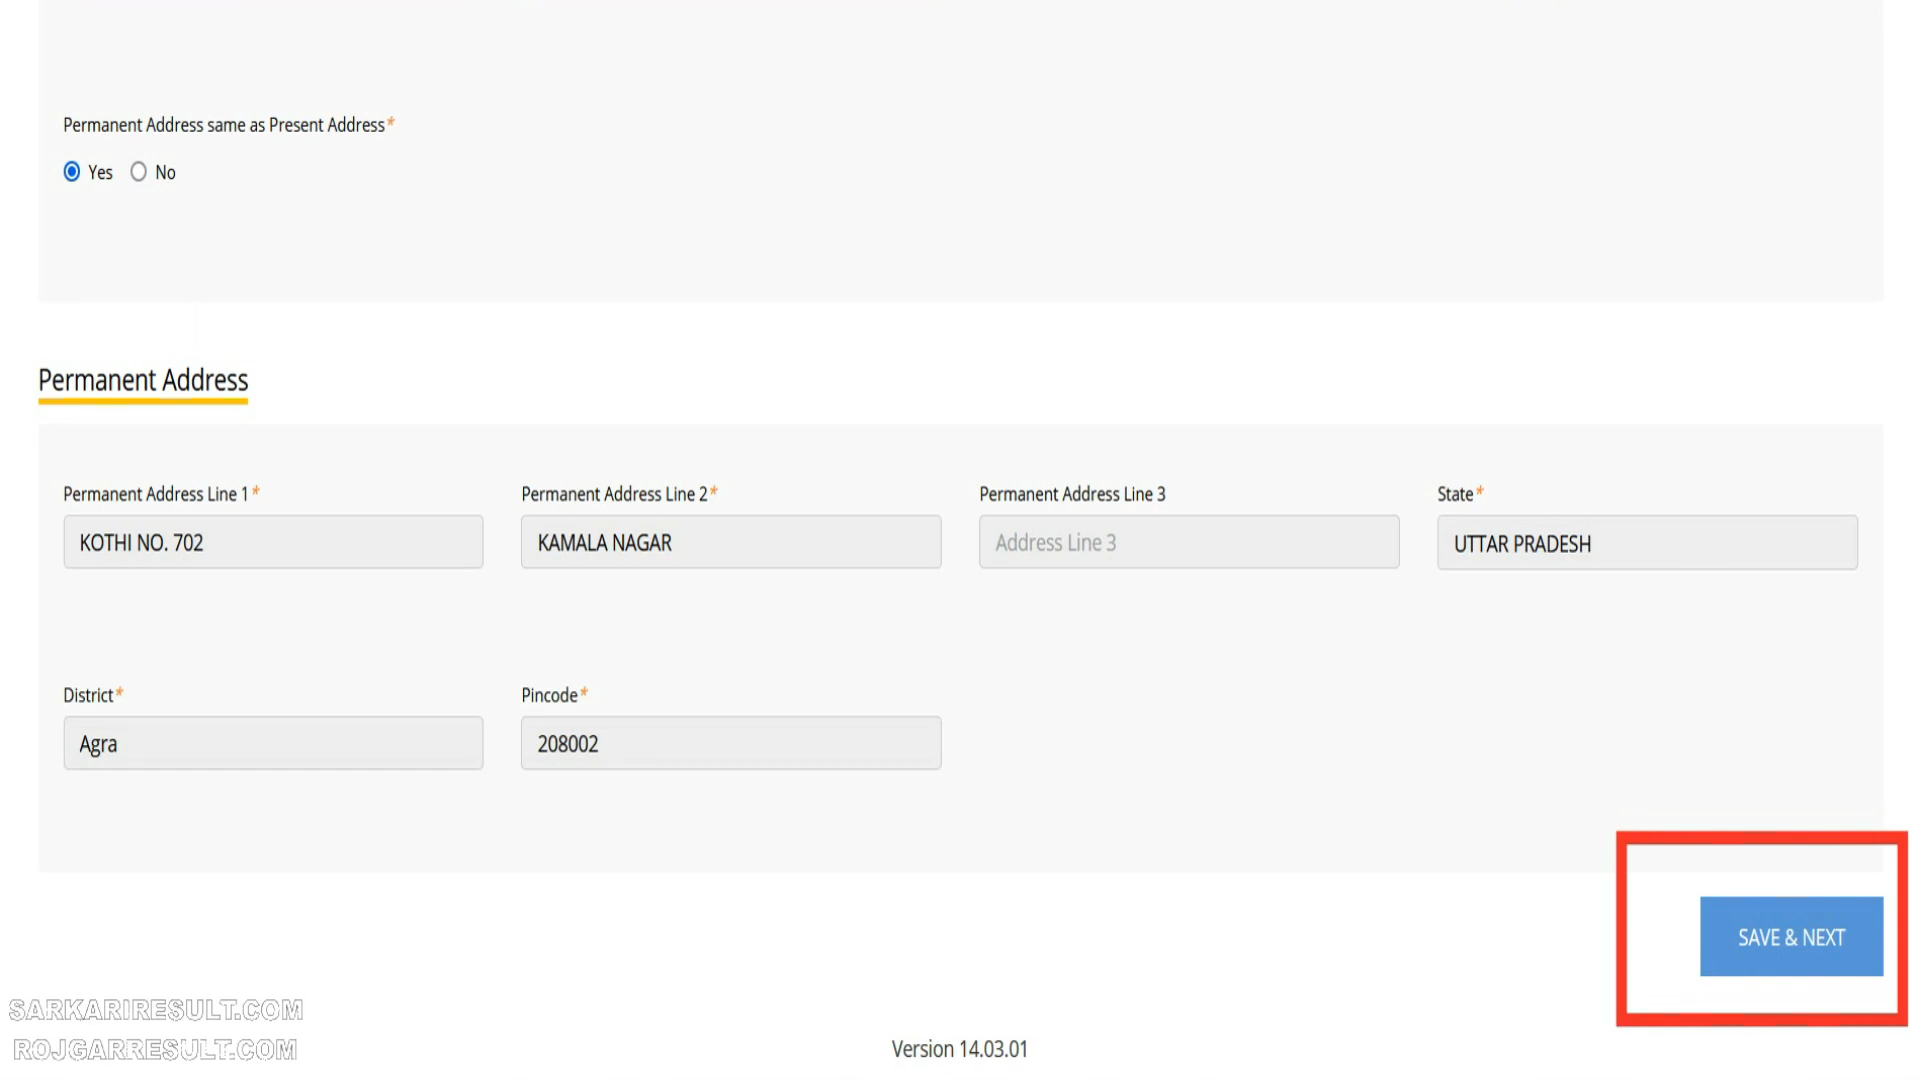 Permanent Address same as Present Address*
Yes No
Permanent Address
Permanent Address Line 1* Permanent Address Line 2* Permanent Address Line 3 State*
KOTHI NO. 702 KAMALA NAGAR Address Line 3 UTTAR PRADESH
District* Pincode*
Agra 208002
SAVE & NEXT
SARKARIRESULT.COM
ROJGARRESULT.COM
Version 14.03.01